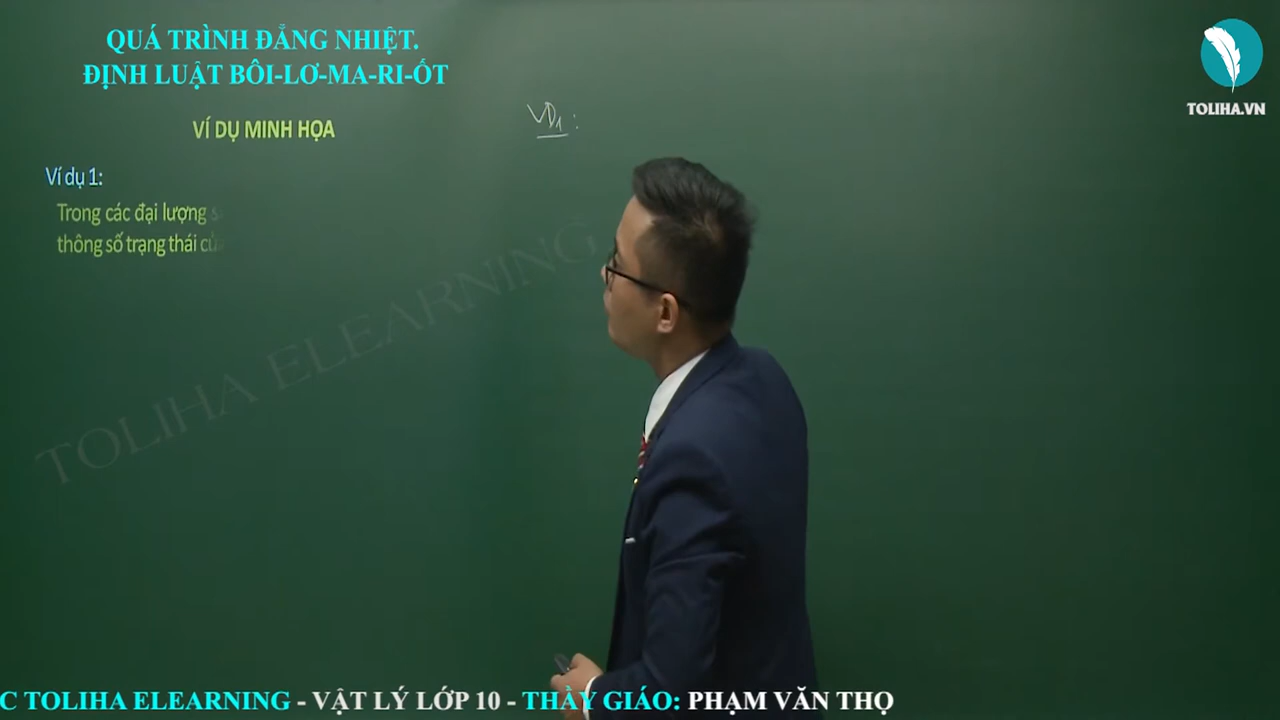 QUÁ TRÌNH ĐẲNG NHIỆT.
ĐỊNH LUẬT BÔI-LƠ-MA-RI-ỐT
TOLIHA.VN
VÍ DỤ MINH HỌA
VD1:
Ví dụ 1:
Trong các đại lượng
thông số trạng thái củ
TOLIHA ELEARNING
C TOLIHA ELEARNING - VẬT LÝ LỚP 10 - THẦY GIÁO: PHẠM VĂN THỌ